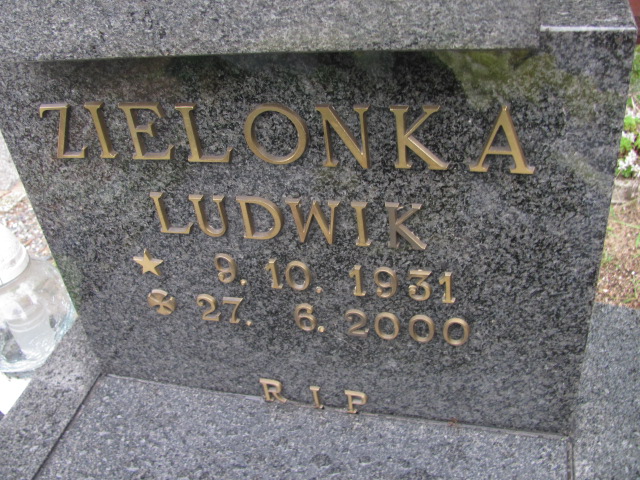 ZIELONKA
LUDWIK
9. 10. 1931
27. 6. 2000
R I P